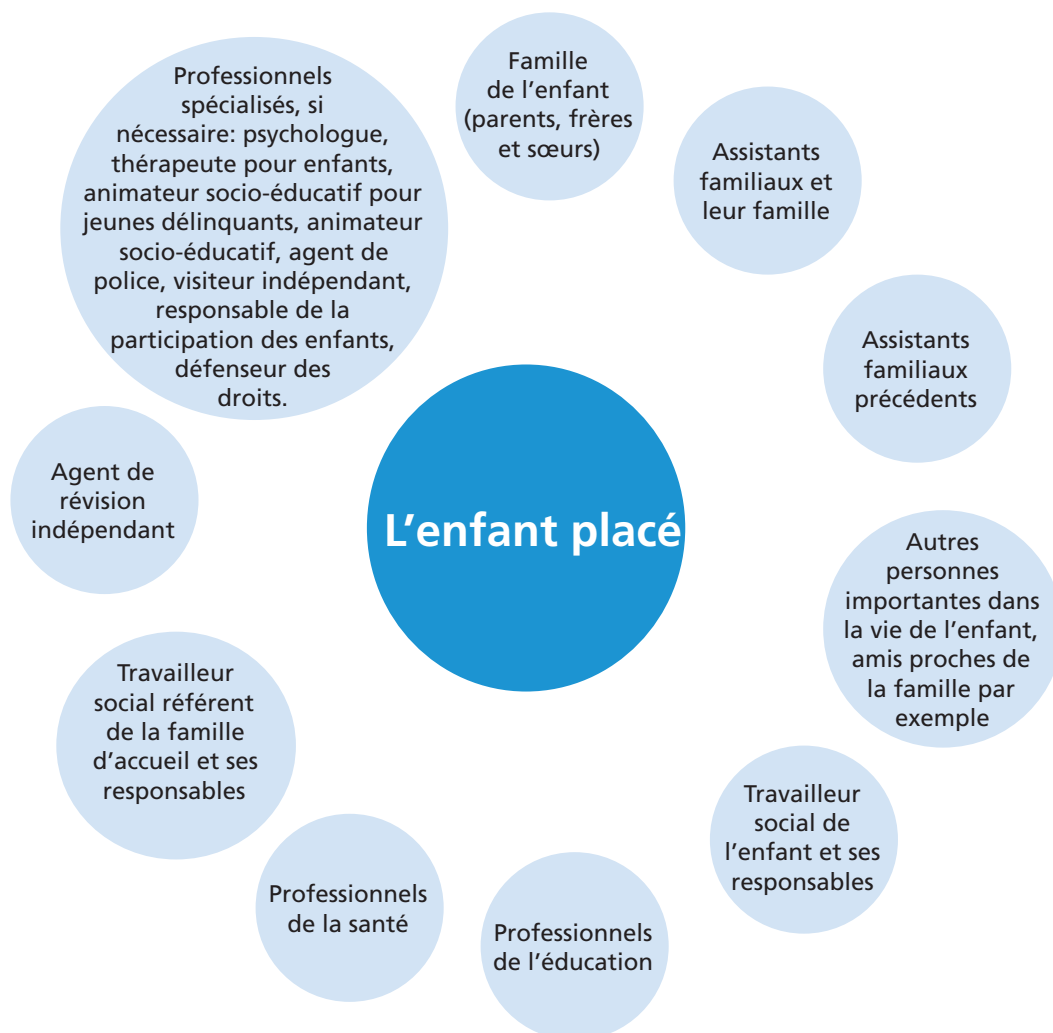 Professionnels
spécialisés, si
nécessaire: psychologue,
thérapeute pour enfants,
animateur socio-éducatif pour
jeunes délinquants, animateur
socio-éducatif, agent de
police, visiteur indépendant,
responsable de la
participation des enfants,
défenseur des
droits.
Famille
de l’enfant
(parents, frères
et sœurs)
Assistants
familiaux et
leur famille
Assistants
familiaux
précédents
Autres
personnes
importantes dans
la vie de l’enfant,
amis proches de
la famille par
exemple
Travailleur
social de
l’enfant et ses
responsables
Professionnels
de l’éducation
Professionnels
de la santé
Travailleur
social référent
de la famille
d’accueil et ses
responsables
Agent de
révision
indépendant
L’enfant placé